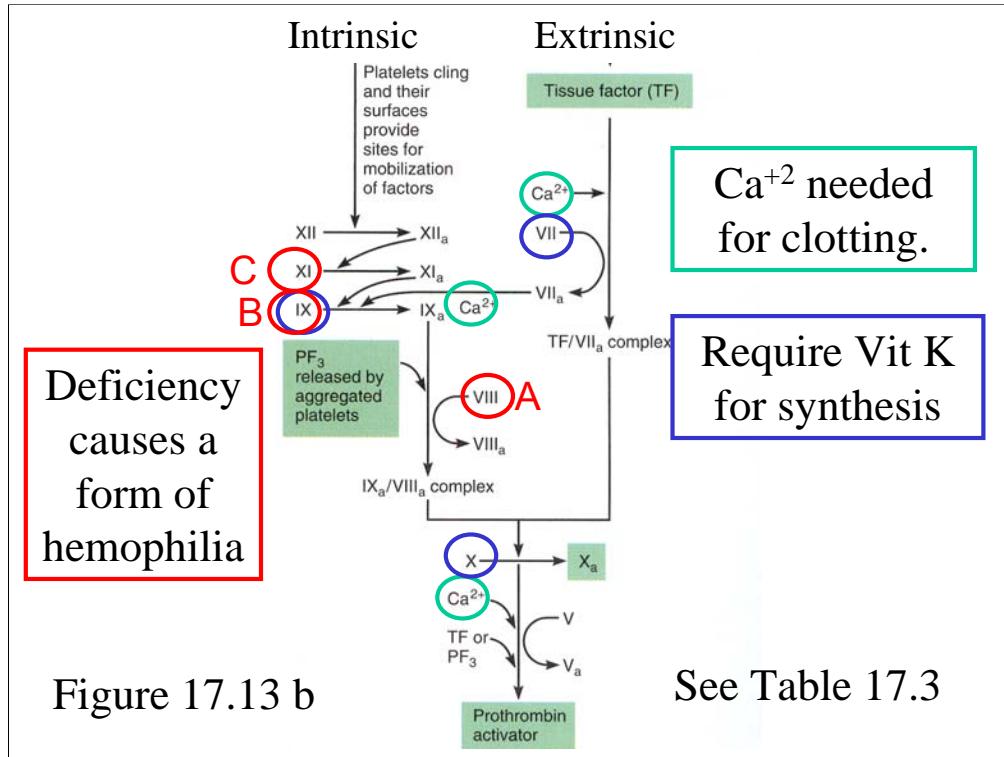 Intrinsic
Extrinsic
Platelets cling
and their
surfaces
provide
sites for
mobilization
of factors
Tissue factor (TF)
Ca²⁺
VII
VIIₐ
TF/VIIₐ complex
XII
XIIₐ
C
XI
XIₐ
B
IX
IXₐ
Ca²⁺
PF₃
released by
aggregated
platelets
VIII
A
VIIIₐ
IXₐ/VIIIₐ complex
X
Xₐ
Ca²⁺
TF or
PF₃
V
Vₐ
Prothrombin
activator
Ca⁺² needed
for clotting.
Require Vit K
for synthesis
Deficiency
causes a
form of
hemophilia
Figure 17.13 b
See Table 17.3